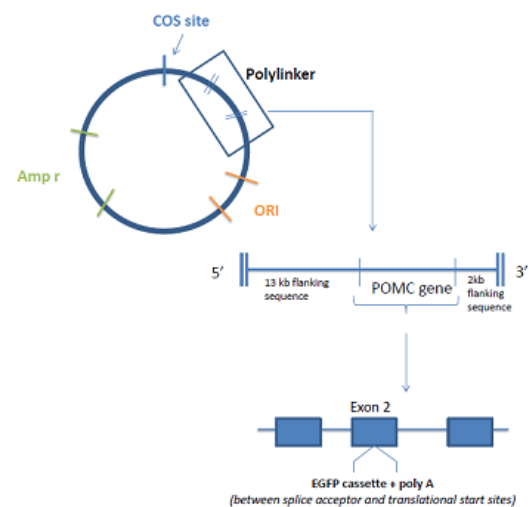 COS site
Polylinker
Amp r
ORI
5'
3'
13 kb flanking
sequence
POMC gene
2kb
flanking
sequence
Exon 2
EGFP cassette + poly A
(between splice acceptor and translational start sites)